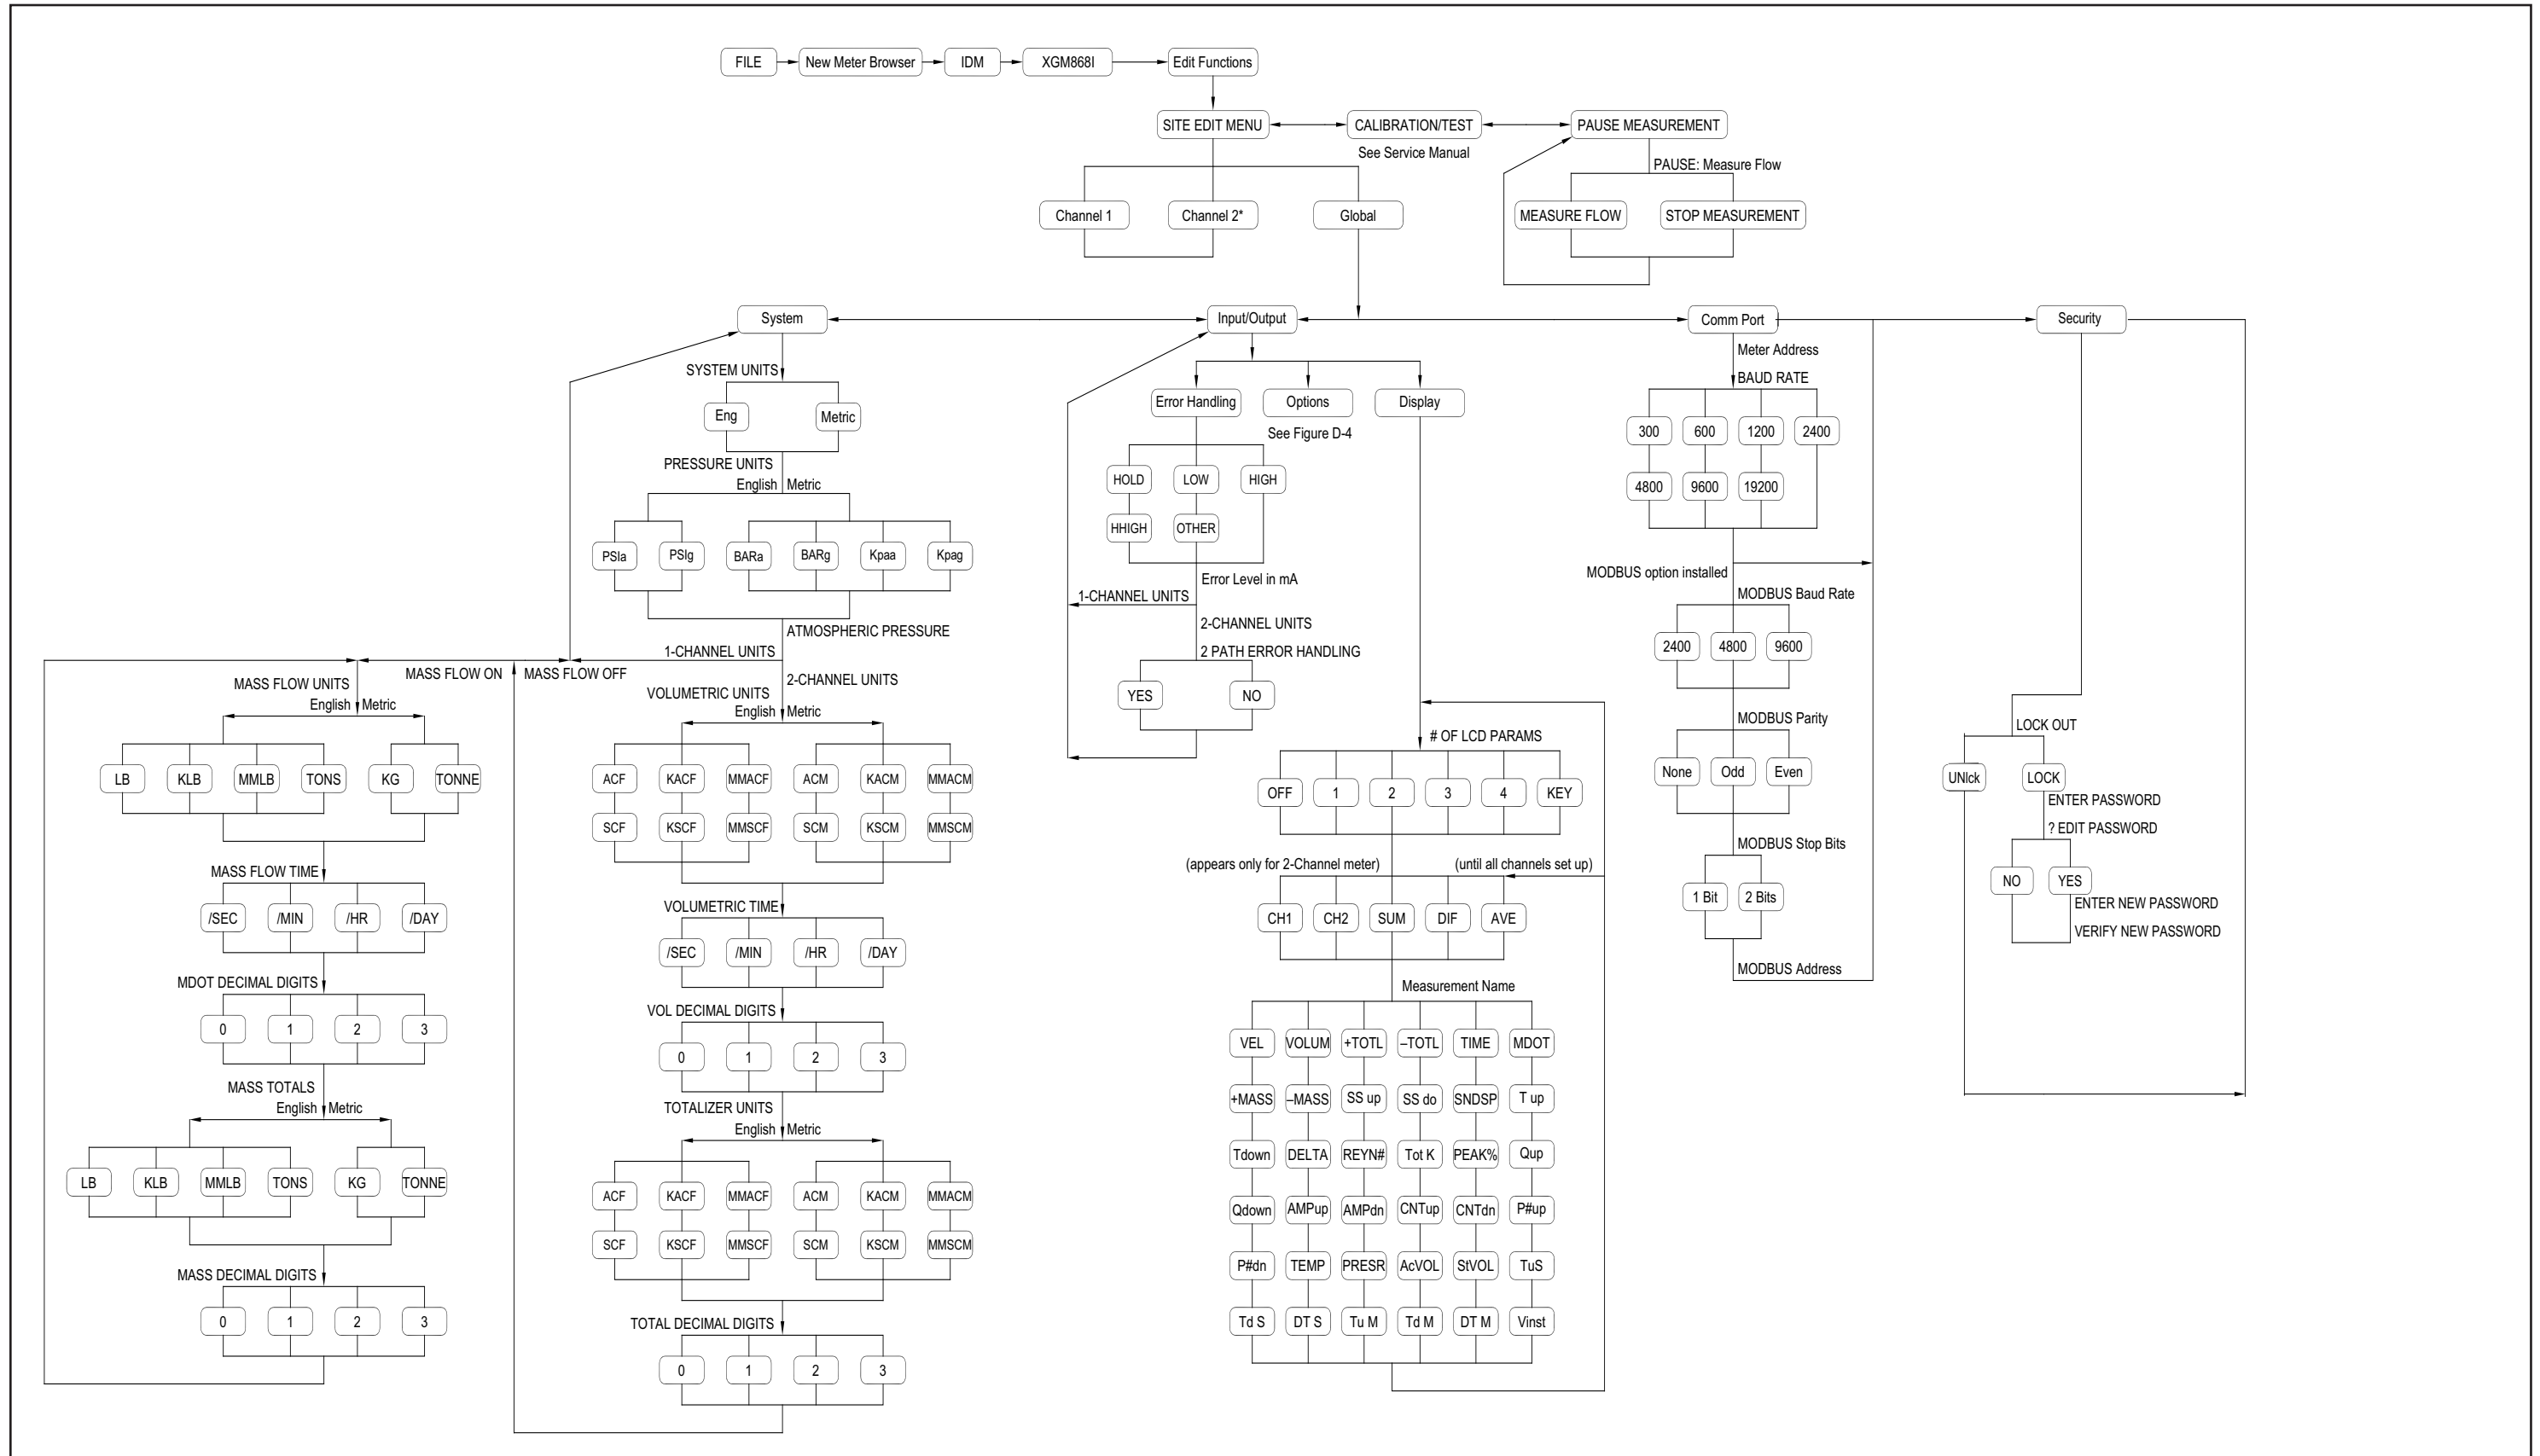 FILE
New Meter Browser
IDM
XGM868I
Edit Functions
SITE EDIT MENU
CALIBRATION/TEST
PAUSE MEASUREMENT
See Service Manual
PAUSE: Measure Flow
Channel 1
Channel 2*
Global
MEASURE FLOW
STOP MEASUREMENT
System
Input/Output
Comm Port
Security
SYSTEM UNITS
Eng
Metric
PRESSURE UNITS
English
Metric
PSIa
PSIg
BARa
BARg
Kpaa
Kpag
ATMOSPHERIC PRESSURE
1-CHANNEL UNITS
MASS FLOW ON
MASS FLOW OFF
2-CHANNEL UNITS
MASS FLOW UNITS
English
Metric
LB
KLB
MMLB
TONS
KG
TONNE
MASS FLOW TIME
/SEC
/MIN
/HR
/DAY
MDOT DECIMAL DIGITS
0
1
2
3
MASS TOTALS
English
Metric
LB
KLB
MMLB
TONS
KG
TONNE
MASS DECIMAL DIGITS
0
1
2
3
VOLUMETRIC UNITS
English
Metric
ACF
KACF
MMACF
ACM
KACM
MMACM
SCF
KSCF
MMSCF
SCM
KSCM
MMSCM
VOLUMETRIC TIME
/SEC
/MIN
/HR
/DAY
VOL DECIMAL DIGITS
0
1
2
3
TOTALIZER UNITS
English
Metric
ACF
KACF
MMACF
ACM
KACM
MMACM
SCF
KSCF
MMSCF
SCM
KSCM
MMSCM
TOTAL DECIMAL DIGITS
0
1
2
3
Error Handling
Options
Display
See Figure D-4
HOLD
LOW
HIGH
HHIGH
OTHER
Error Level in mA
1-CHANNEL UNITS
2-CHANNEL UNITS
2 PATH ERROR HANDLING
YES
NO
# OF LCD PARAMS
OFF
1
2
3
4
KEY
(appears only for 2-Channel meter)
(until all channels set up)
CH1
CH2
SUM
DIF
AVE
Measurement Name
VEL
VOLUM
+TOTL
–TOTL
TIME
MDOT
+MASS
–MASS
SS up
SS do
SNDSP
T up
Tdown
DELTA
REYN#
Tot K
PEAK%
Qup
Qdown
AMPup
AMPdn
CNTup
CNTdn
P#up
P#dn
TEMP
PRESR
AcVOL
StVOL
TuS
Td S
DT S
Tu M
Td M
DT M
Vinst
Meter Address
BAUD RATE
300
600
1200
2400
4800
9600
19200
MODBUS option installed
MODBUS Baud Rate
2400
4800
9600
MODBUS Parity
None
Odd
Even
MODBUS Stop Bits
1 Bit
2 Bits
MODBUS Address
LOCK OUT
UNlck
LOCK
ENTER PASSWORD
? EDIT PASSWORD
NO
YES
ENTER NEW PASSWORD
VERIFY NEW PASSWORD